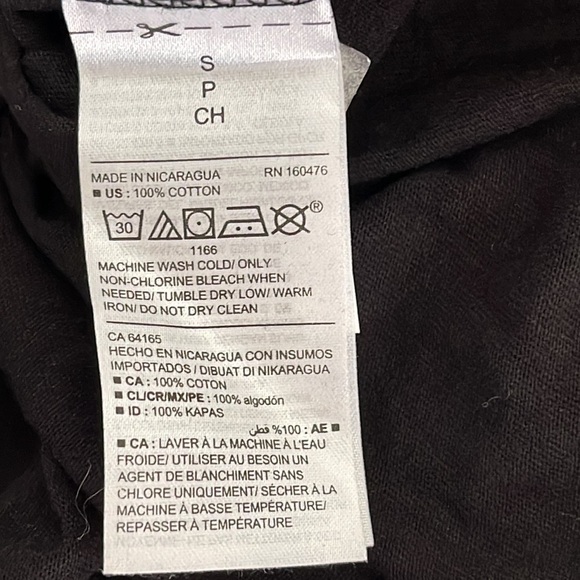 S
P
CH
MADE IN NICARAGUA RN 160476
■ US : 100% COTTON
30 ®
1166
MACHINE WASH COLD/ ONLY
NON-CHLORINE BLEACH WHEN
NEEDED/ TUMBLE DRY LOW/ WARM
IRON/ DO NOT DRY CLEAN
CA 64165
HECHO EN NICARAGUA CON INSUMOS
IMPORTADOS / DIBUAT DI NIKARAGUA
■ CA : 100% COTON
■ CL/CR/MX/PE : 100% algodón
■ ID : 100% KAPAS
■ AE : 100% قطن
■ CA : LAVER À LA MACHINE À L'EAU
FROIDE/ UTILISER AU BESOIN UN
AGENT DE BLANCHIMENT SANS
CHLORE UNIQUEMENT/ SÉCHER À LA
MACHINE À BASSE TEMPÉRATURE/
REPASSER À TEMPÉRATURE